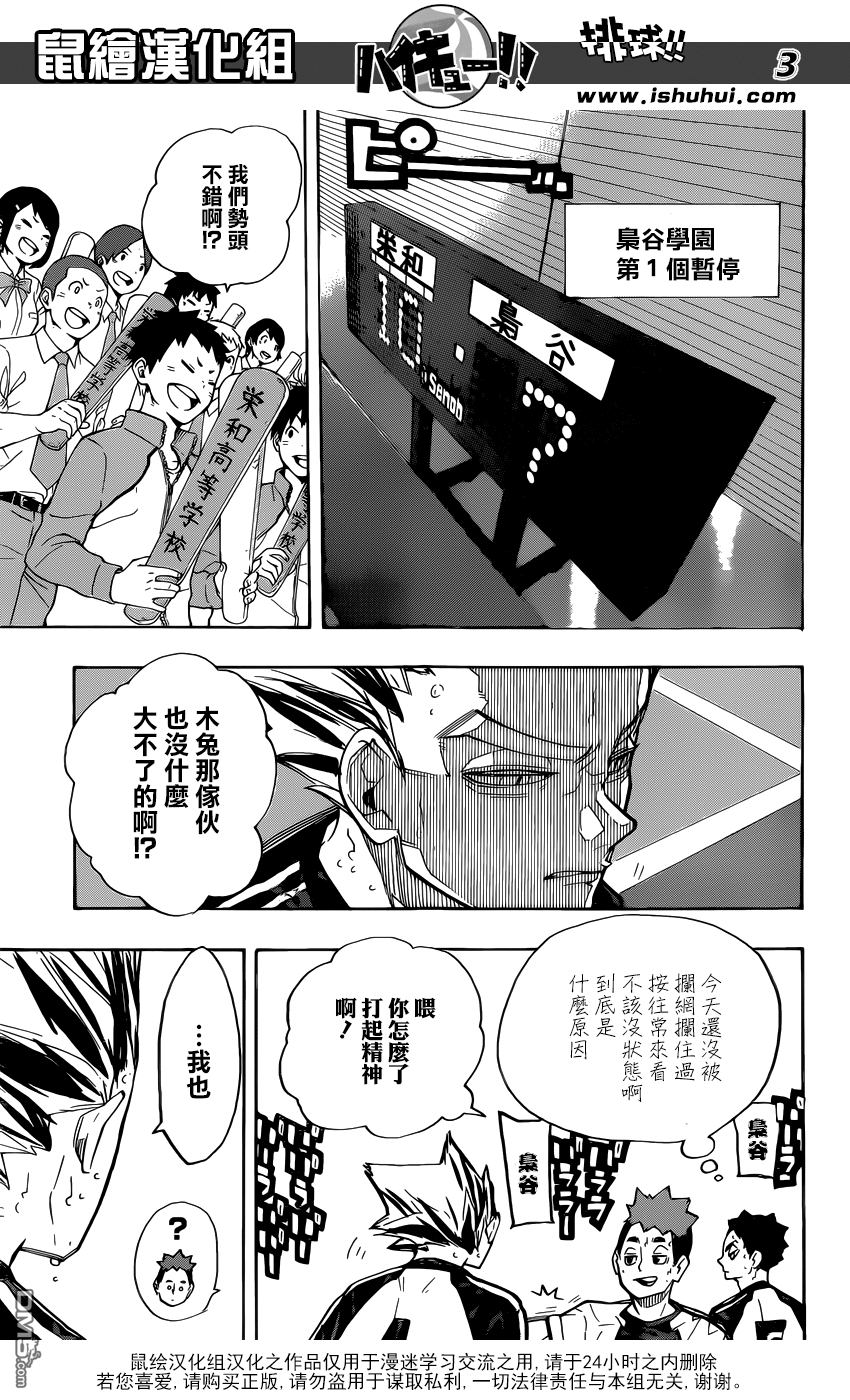 鼠繪漢化組
ハイキュー!!
排球!!
3
www.ishuhui.com
ピー
梟谷學園
第1個暫停
栄和
10
梟谷
7
Senoh
我們勢頭
不錯啊!?
栄和高等学校
木兔那傢伙
也沒什麼
大不了的啊!?
今天還沒被
攔網攔住過
按往常來看
不該沒狀態啊
到底是
什麼原因
喂
你怎麼了
打起精神
啊!
梟谷
梟谷
…我也
?
鼠绘汉化组汉化之作品仅用于漫迷学习交流之用, 请于24小时之内删除
若您喜爱, 请购买正版, 请勿盗用于谋取私利, 一切法律责任与本组无关, 谢谢。
DM5.com